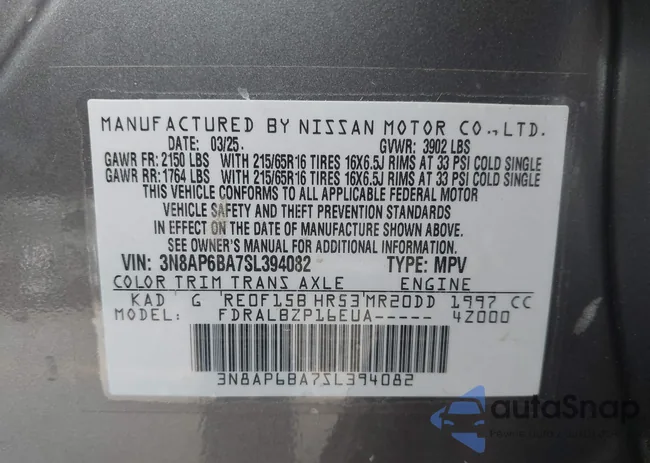 MANUFACTURED BY NISSAN MOTOR CO.,LTD.
DATE: 03/25. GVWR: 3902 LBS
GAWR FR: 2150 LBS WITH 215/65R16 TIRES 16X6.5J RIMS AT 33 PSI COLD SINGLE
GAWR RR: 1764 LBS WITH 215/65R16 TIRES 16X6.5J RIMS AT 33 PSI COLD SINGLE
THIS VEHICLE CONFORMS TO ALL APPLICABLE FEDERAL MOTOR
VEHICLE SAFETY AND THEFT PREVENTION STANDARDS
IN EFFECT ON THE DATE OF MANUFACTURE SHOWN ABOVE.
SEE OWNER'S MANUAL FOR ADDITIONAL INFORMATION.
VIN: 3N8AP6BA7SL394082 TYPE: MPV
COLOR TRIM TRANS AXLE ENGINE
KAD G RE0F15B HR53 MR20DD 1997 CC
MODEL: FDRALBZP16EUA----- 4Z000
3N8AP6BA7SL394082
autoSnap